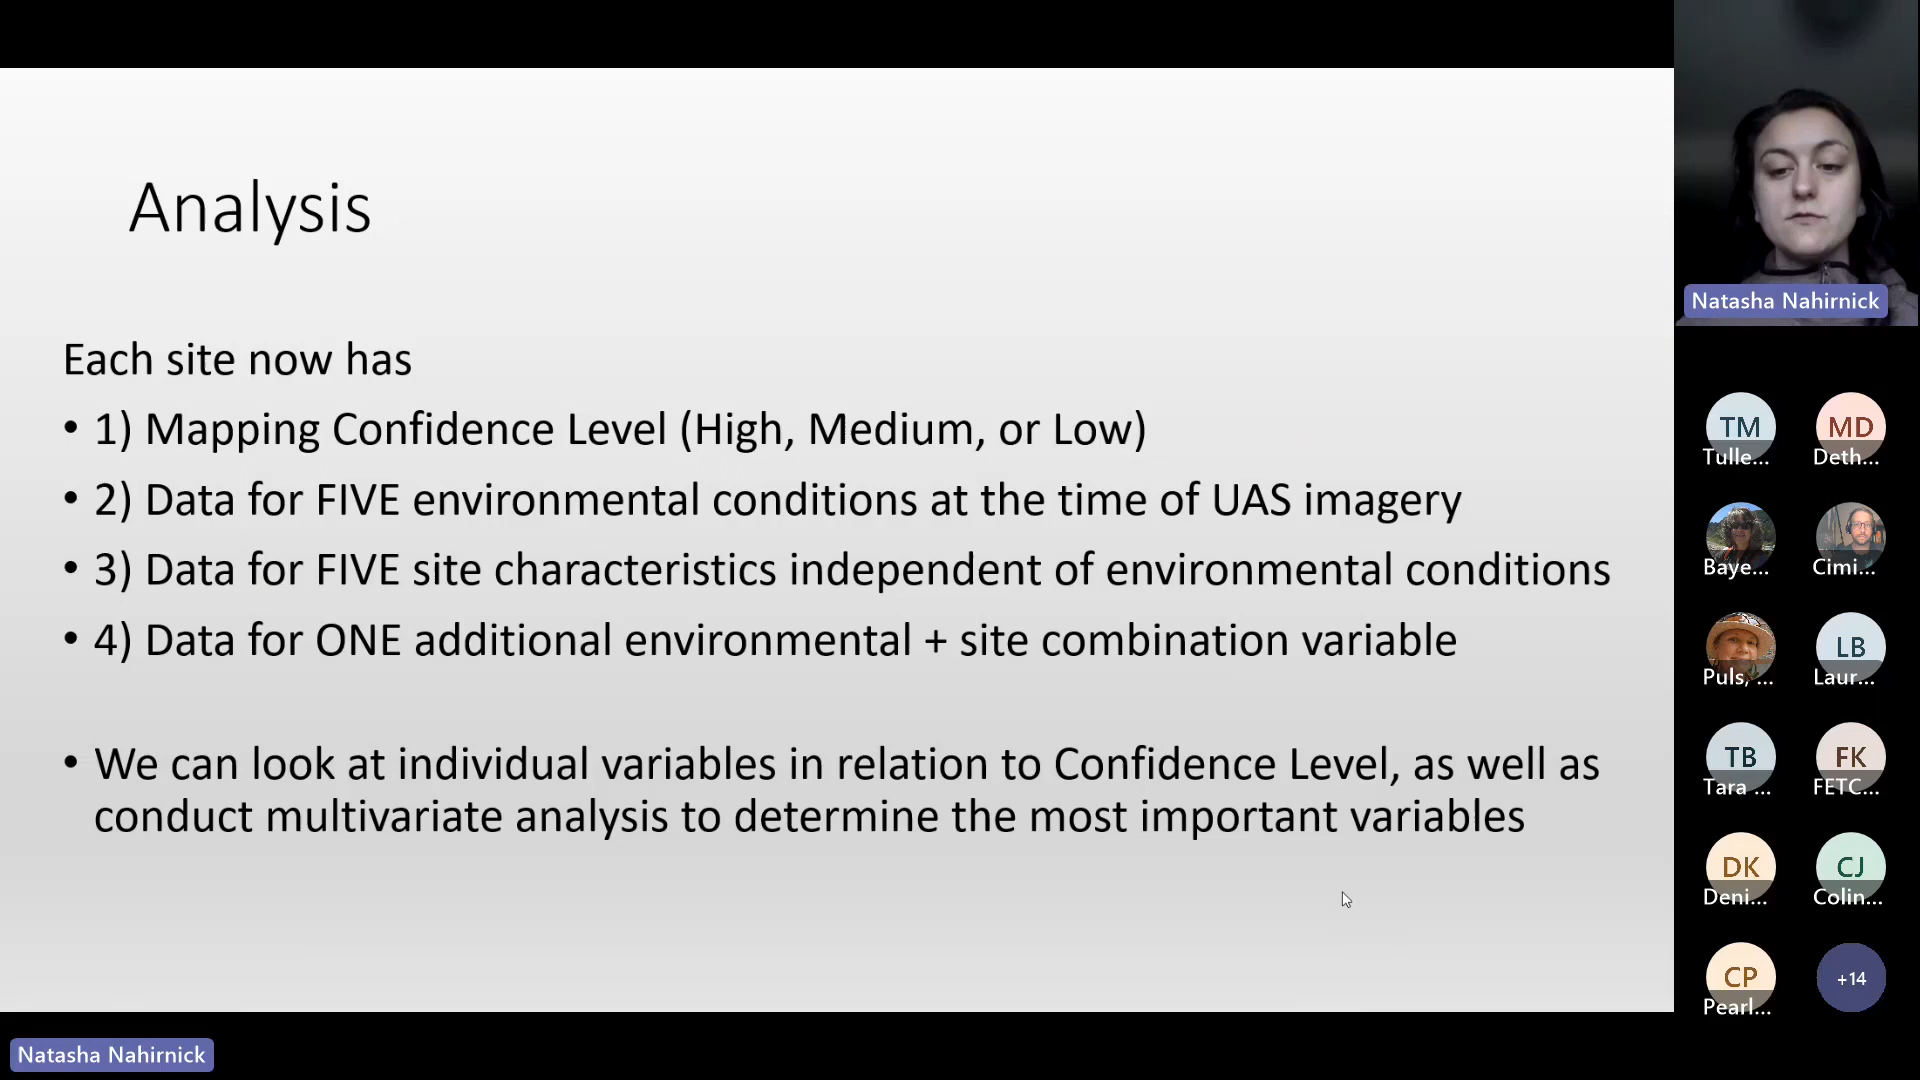 Analysis
Each site now has
• 1) Mapping Confidence Level (High, Medium, or Low)
• 2) Data for FIVE environmental conditions at the time of UAS imagery
• 3) Data for FIVE site characteristics independent of environmental conditions
• 4) Data for ONE additional environmental + site combination variable
• We can look at individual variables in relation to Confidence Level, as well as
conduct multivariate analysis to determine the most important variables
Natasha Nahirnick
Natasha Nahirnick
TM MD
Tulle... Deth...
Baye... Cimi...
LB
Puls, ... Laur...
TB FK
Tara ... FETC...
DK CJ
Deni... Colin...
CP +14
Pearl...